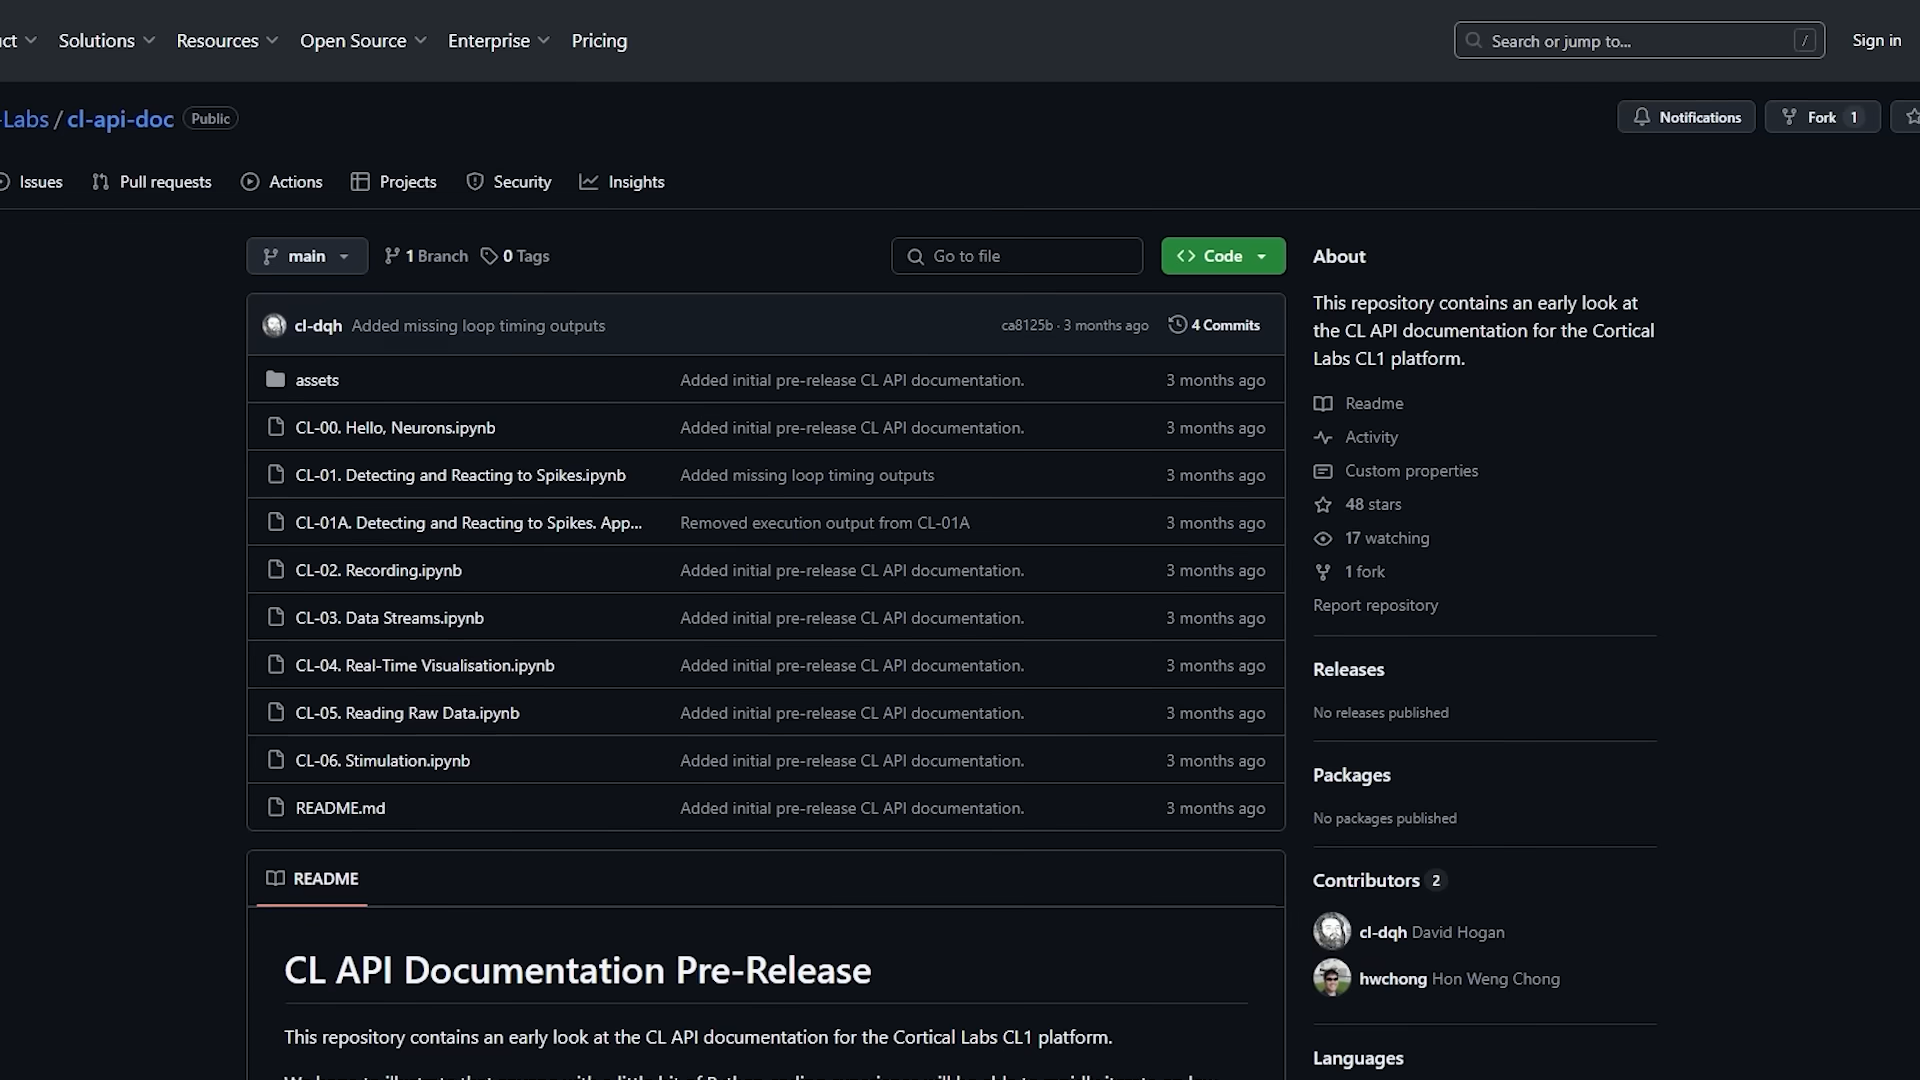 Solutions Resources Open Source Enterprise Pricing Search or jump to... / Sign in
Labs / cl-api-doc Public Notifications Fork 1
Issues Pull requests Actions Projects Security Insights
main 1 Branch 0 Tags Go to file Code
cl-dqh Added missing loop timing outputs ca8125b · 3 months ago 4 Commits
assets Added initial pre-release CL API documentation. 3 months ago
CL-00. Hello, Neurons.ipynb Added initial pre-release CL API documentation. 3 months ago
CL-01. Detecting and Reacting to Spikes.ipynb Added missing loop timing outputs 3 months ago
CL-01A. Detecting and Reacting to Spikes. App... Removed execution output from CL-01A 3 months ago
CL-02. Recording.ipynb Added initial pre-release CL API documentation. 3 months ago
CL-03. Data Streams.ipynb Added initial pre-release CL API documentation. 3 months ago
CL-04. Real-Time Visualisation.ipynb Added initial pre-release CL API documentation. 3 months ago
CL-05. Reading Raw Data.ipynb Added initial pre-release CL API documentation. 3 months ago
CL-06. Stimulation.ipynb Added initial pre-release CL API documentation. 3 months ago
README.md Added initial pre-release CL API documentation. 3 months ago
README
CL API Documentation Pre-Release
This repository contains an early look at the CL API documentation for the Cortical Labs CL1 platform.
About
This repository contains an early look at
the CL API documentation for the Cortical
Labs CL1 platform.
Readme
Activity
Custom properties
48 stars
17 watching
1 fork
Report repository
Releases
No releases published
Packages
No packages published
Contributors 2
cl-dqh David Hogan
hwchong Hon Weng Chong
Languages